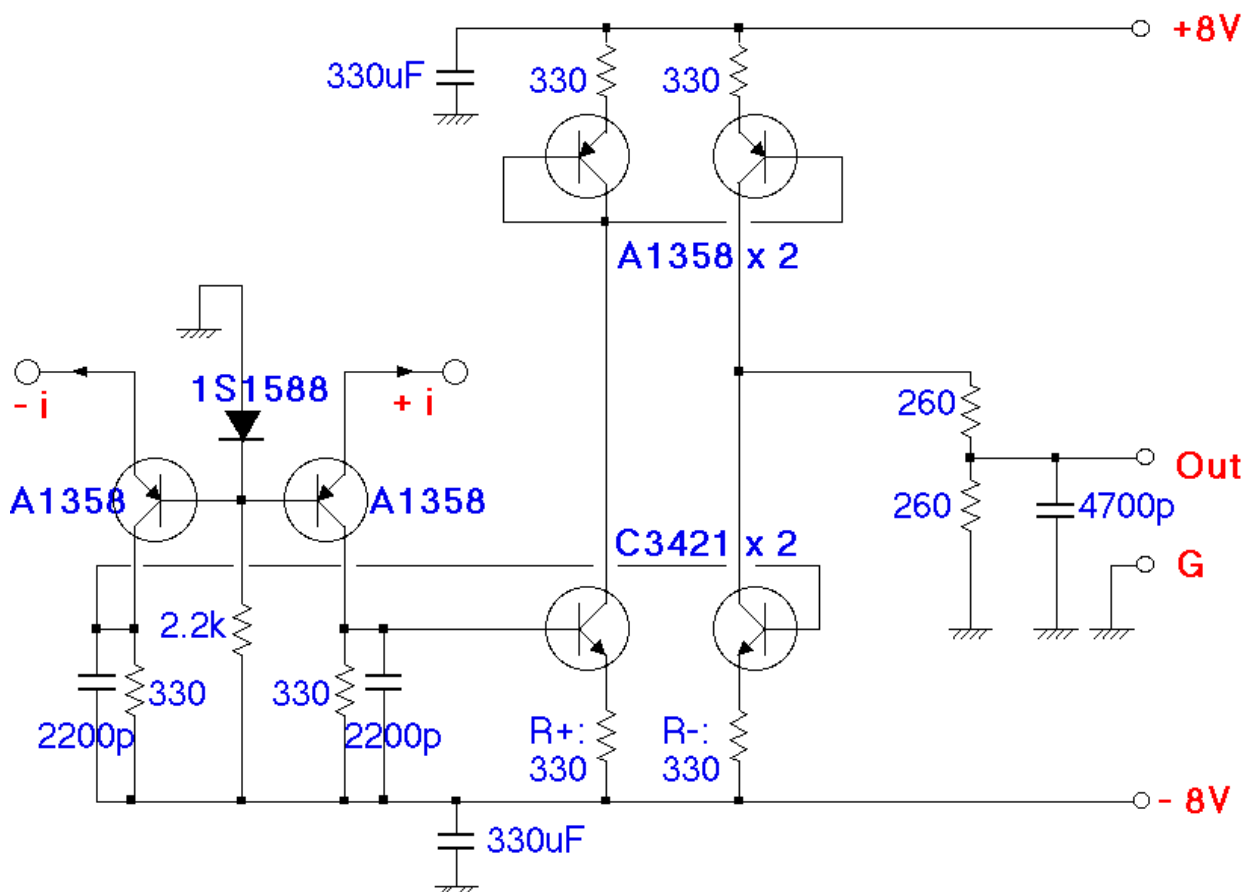 +8V
330uF
330
330
A1358 x 2
- i
1S1588
+ i
260
A1358
A1358
Out
260
4700p
C3421 x 2
G
2.2k
330
330
2200p
2200p
R+:
330
R-:
330
- 8V
330uF